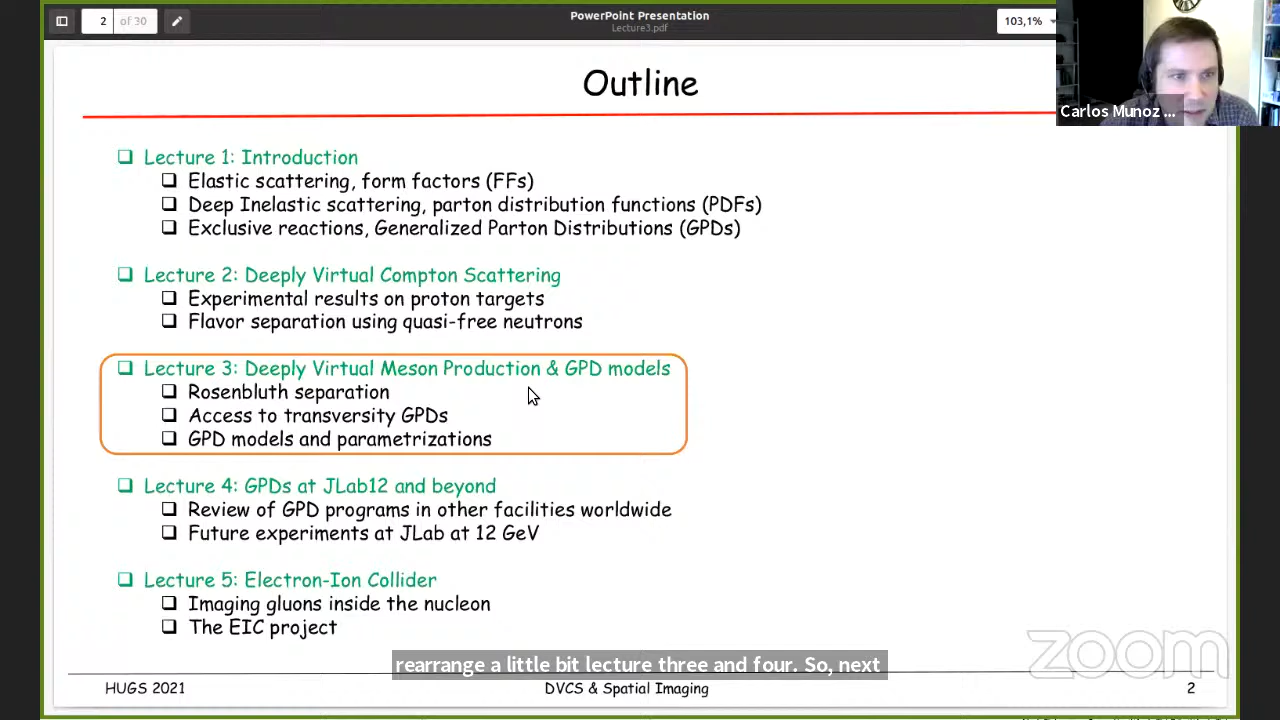 2 of 30
PowerPoint Presentation
Lecture3.pdf
103,1%
Carlos Munoz ...
Outline
Lecture 1: Introduction
Elastic scattering, form factors (FFs)
Deep Inelastic scattering, parton distribution functions (PDFs)
Exclusive reactions, Generalized Parton Distributions (GPDs)
Lecture 2: Deeply Virtual Compton Scattering
Experimental results on proton targets
Flavor separation using quasi-free neutrons
Lecture 3: Deeply Virtual Meson Production & GPD models
Rosenbluth separation
Access to transversity GPDs
GPD models and parametrizations
Lecture 4: GPDs at JLab12 and beyond
Review of GPD programs in other facilities worldwide
Future experiments at JLab at 12 GeV
Lecture 5: Electron-Ion Collider
Imaging gluons inside the nucleon
The EIC project
rearrange a little bit lecture three and four. So, next
zoom
HUGS 2021
DVCS & Spatial Imaging
2